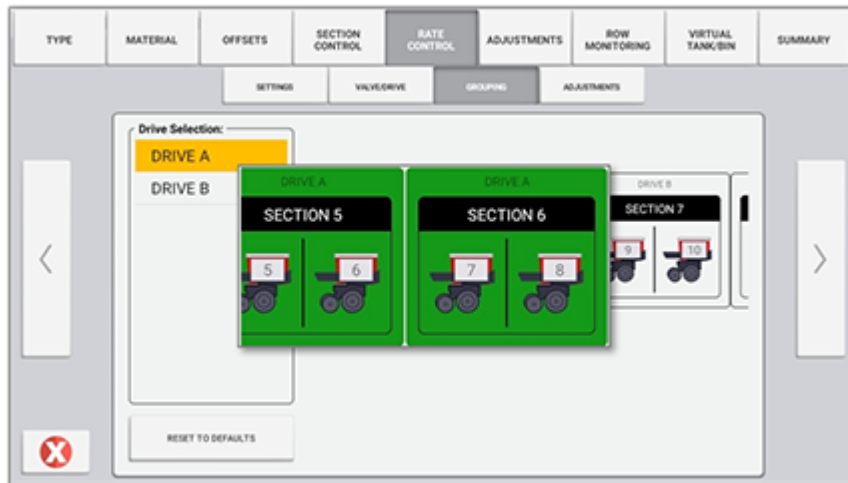 TYPE
MATERIAL
OFFSETS
SECTION
CONTROL
RATE
CONTROL
ADJUSTMENTS
ROW
MONITORING
VIRTUAL
TANK/BIN
SUMMARY
SETTINGS
VALVE/DRIVE
GROUPING
ADJUSTMENTS
Drive Selection:
DRIVE A
DRIVE B
DRIVE A
SECTION 5
5
6
DRIVE A
SECTION 6
7
8
DRIVE B
SECTION 7
9
10
RESET TO DEFAULTS